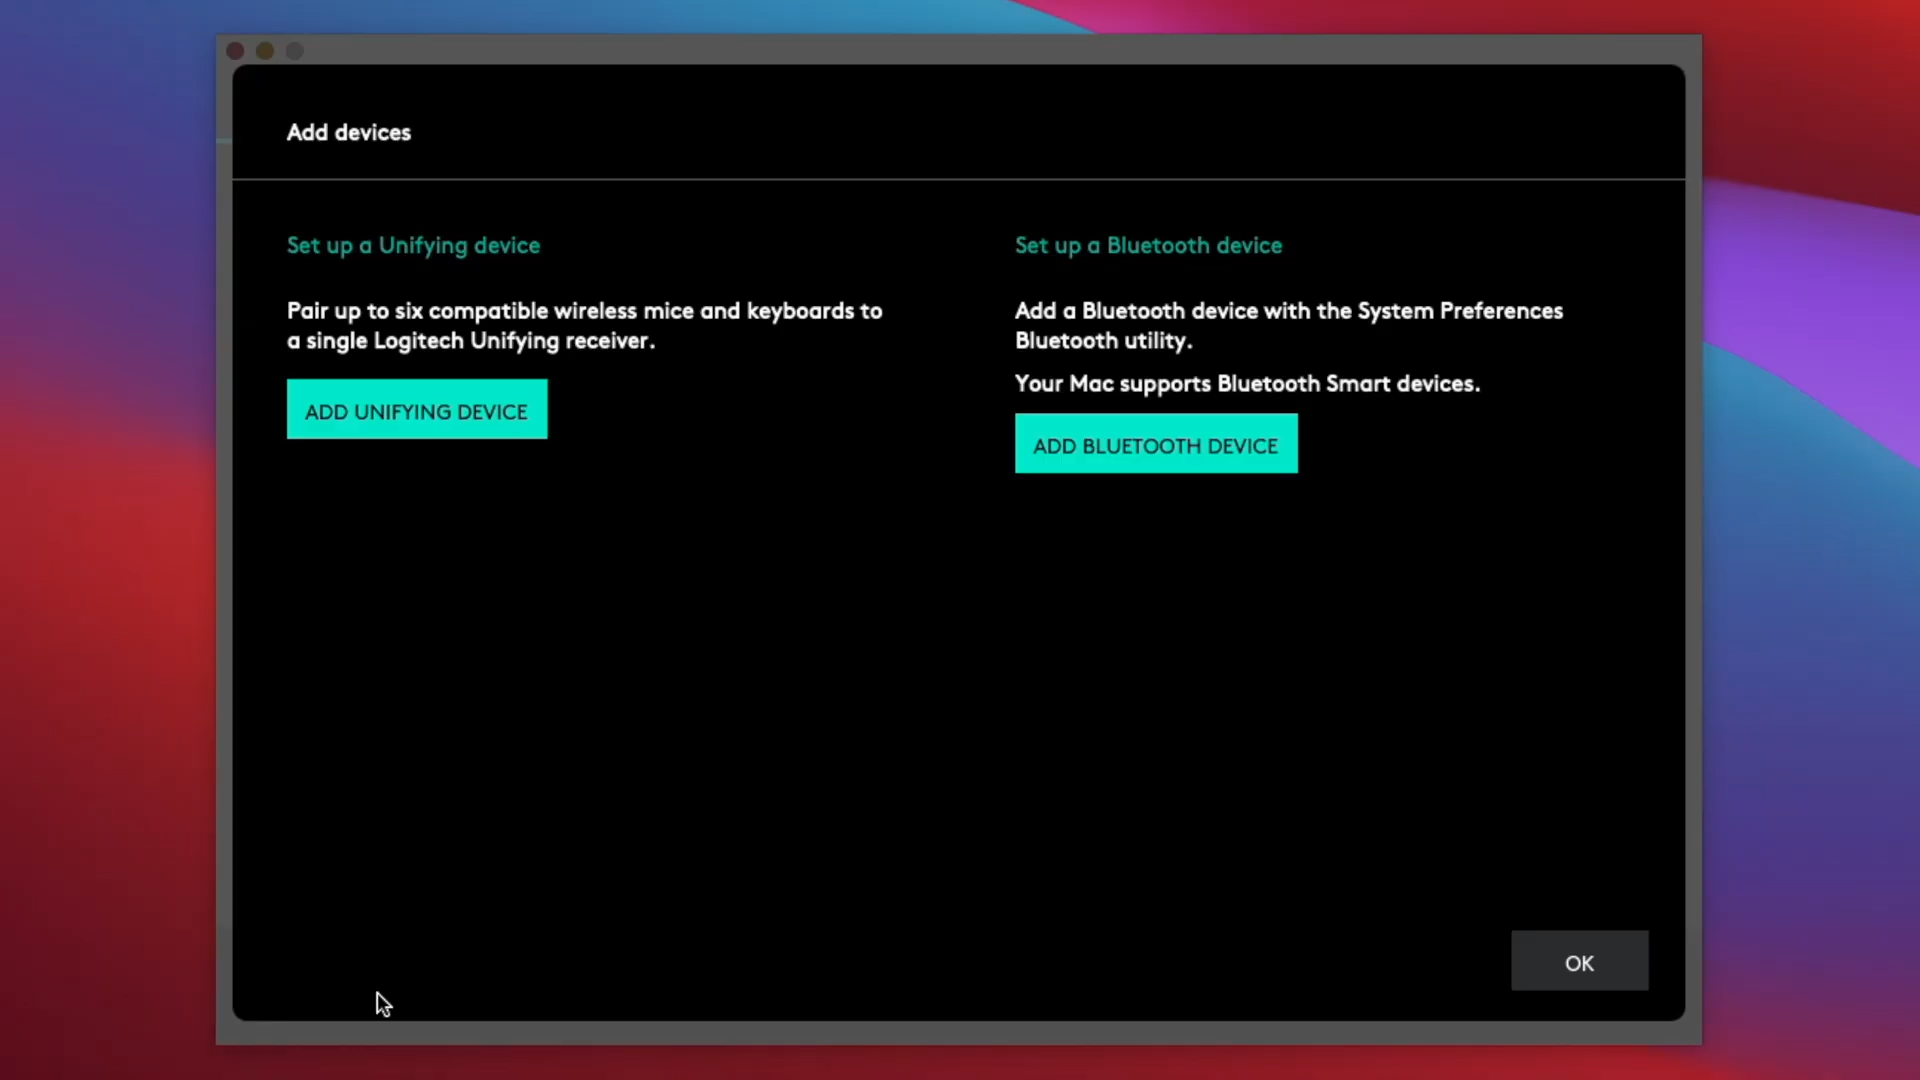 Add devices
Set up a Unifying device
Pair up to six compatible wireless mice and keyboards to
a single Logitech Unifying receiver.
ADD UNIFYING DEVICE
Set up a Bluetooth device
Add a Bluetooth device with the System Preferences
Bluetooth utility.
Your Mac supports Bluetooth Smart devices.
ADD BLUETOOTH DEVICE
OK